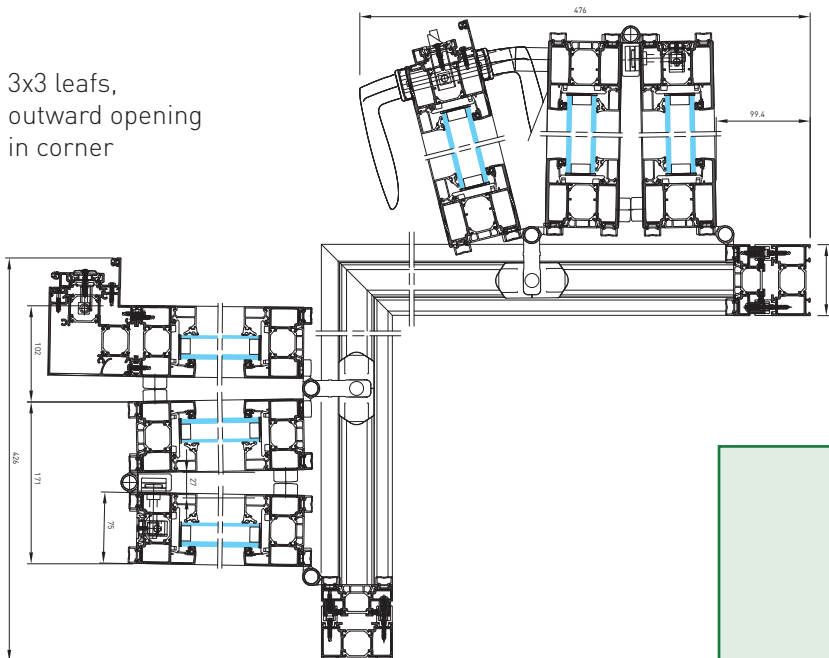 476
3x3 leafs,
outward opening
in corner
99.4
102
426
171
27
75